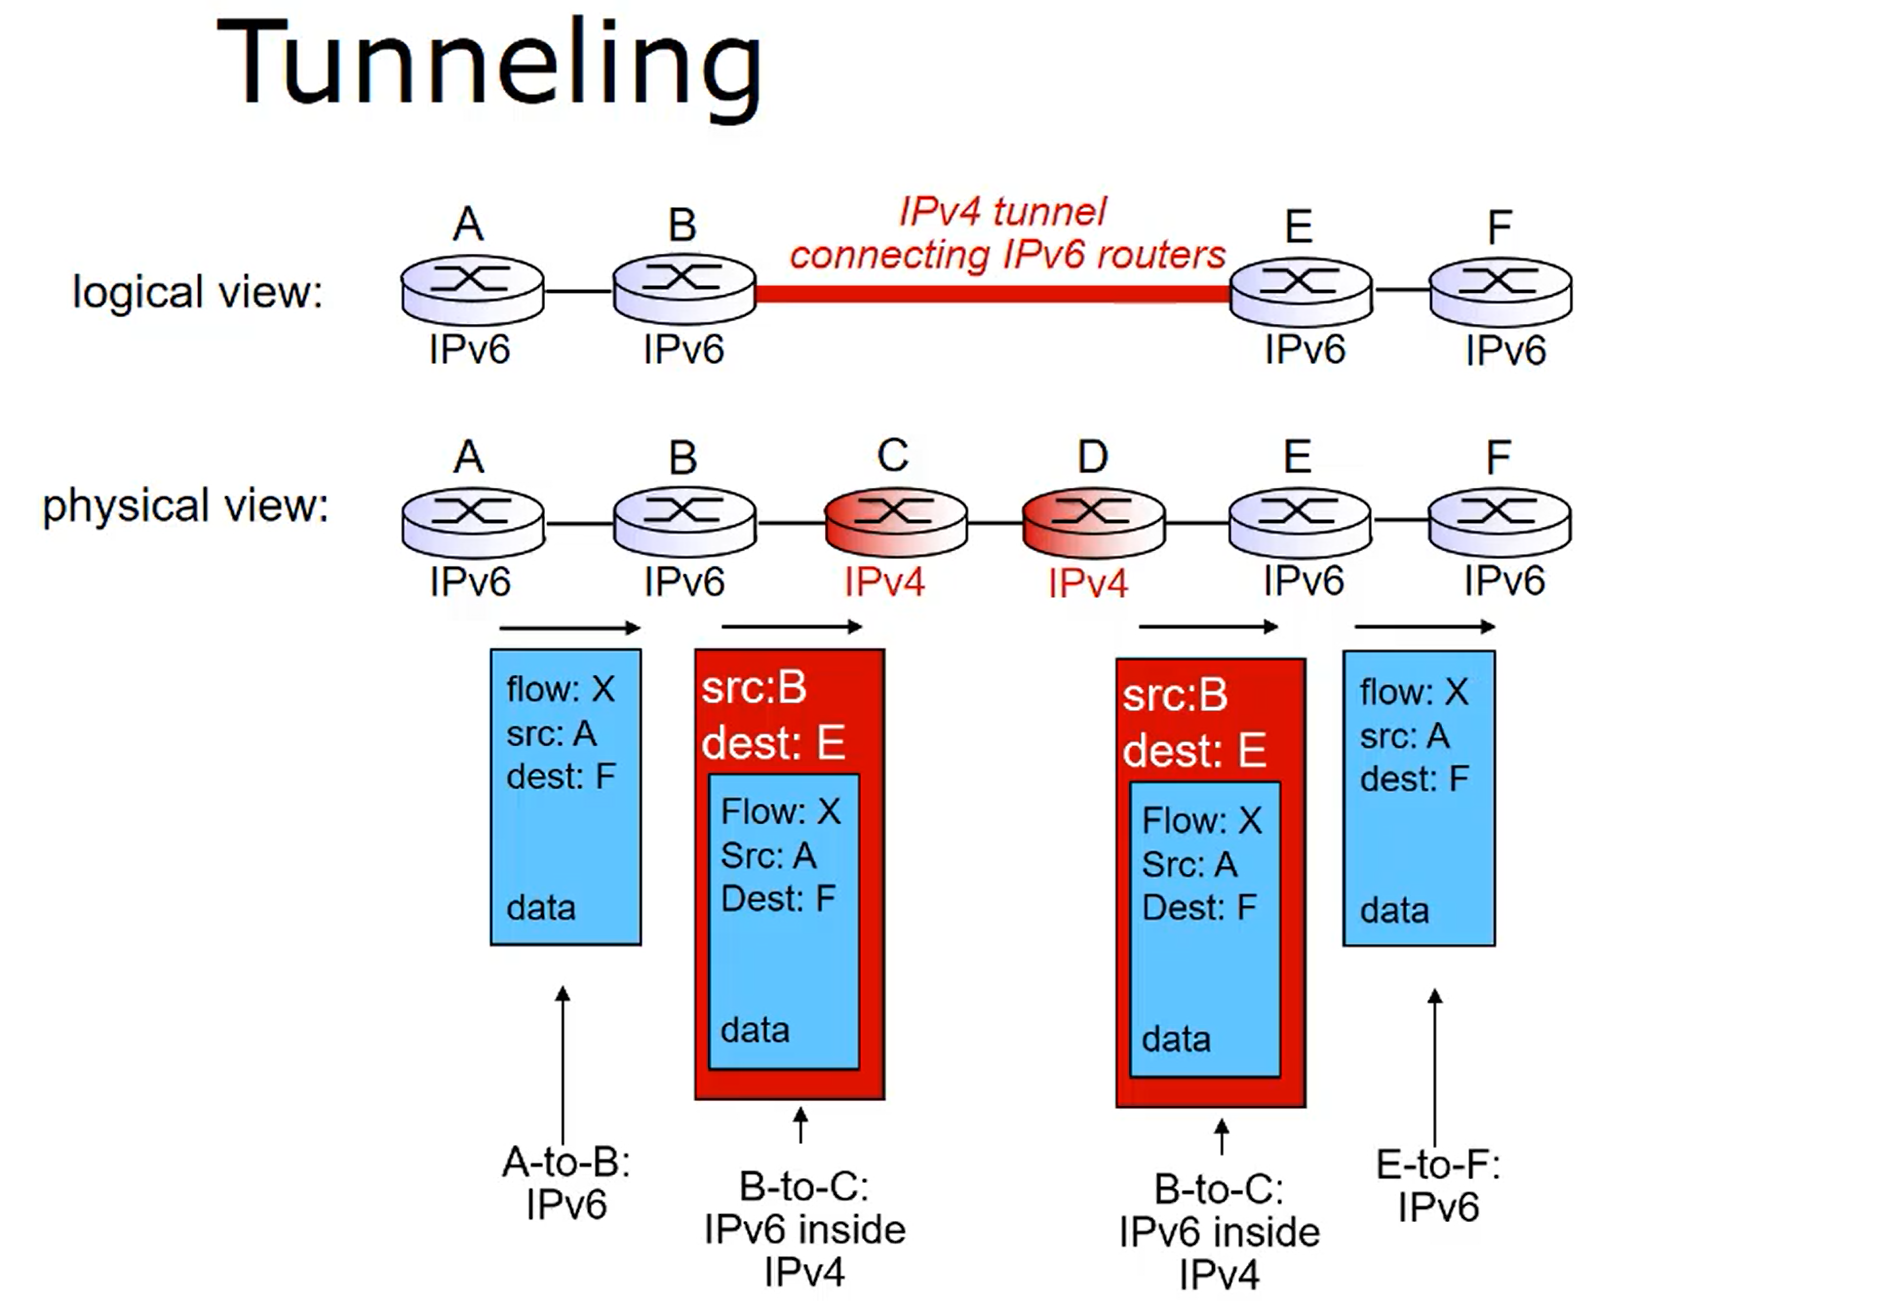 Tunneling
IPv4 tunnel
connecting IPv6 routers
A
B
E
F
logical view:
IPv6
IPv6
IPv6
IPv6
A
B
C
D
E
F
physical view:
IPv6
IPv6
IPv4
IPv4
IPv6
IPv6
flow: X
src: A
dest: F
data
src:B
dest: E
Flow: X
Src: A
Dest: F
data
src:B
dest: E
Flow: X
Src: A
Dest: F
data
flow: X
src: A
dest: F
data
A-to-B:
IPv6
B-to-C:
IPv6 inside
IPv4
B-to-C:
IPv6 inside
IPv4
E-to-F:
IPv6